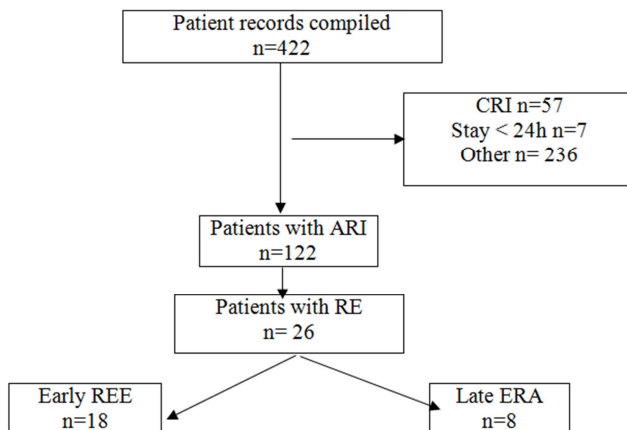 Patient records compiled
n=422
CRI n=57
Stay < 24h n=7
Other n= 236
Patients with ARI
n=122
Patients with RE
n= 26
Early REE
n=18
Late ERA
n=8